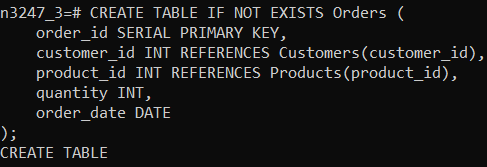 n3247_3=# CREATE TABLE IF NOT EXISTS Orders (
    order_id SERIAL PRIMARY KEY,
    customer_id INT REFERENCES Customers(customer_id),
    product_id INT REFERENCES Products(product_id),
    quantity INT,
    order_date DATE
);
CREATE TABLE